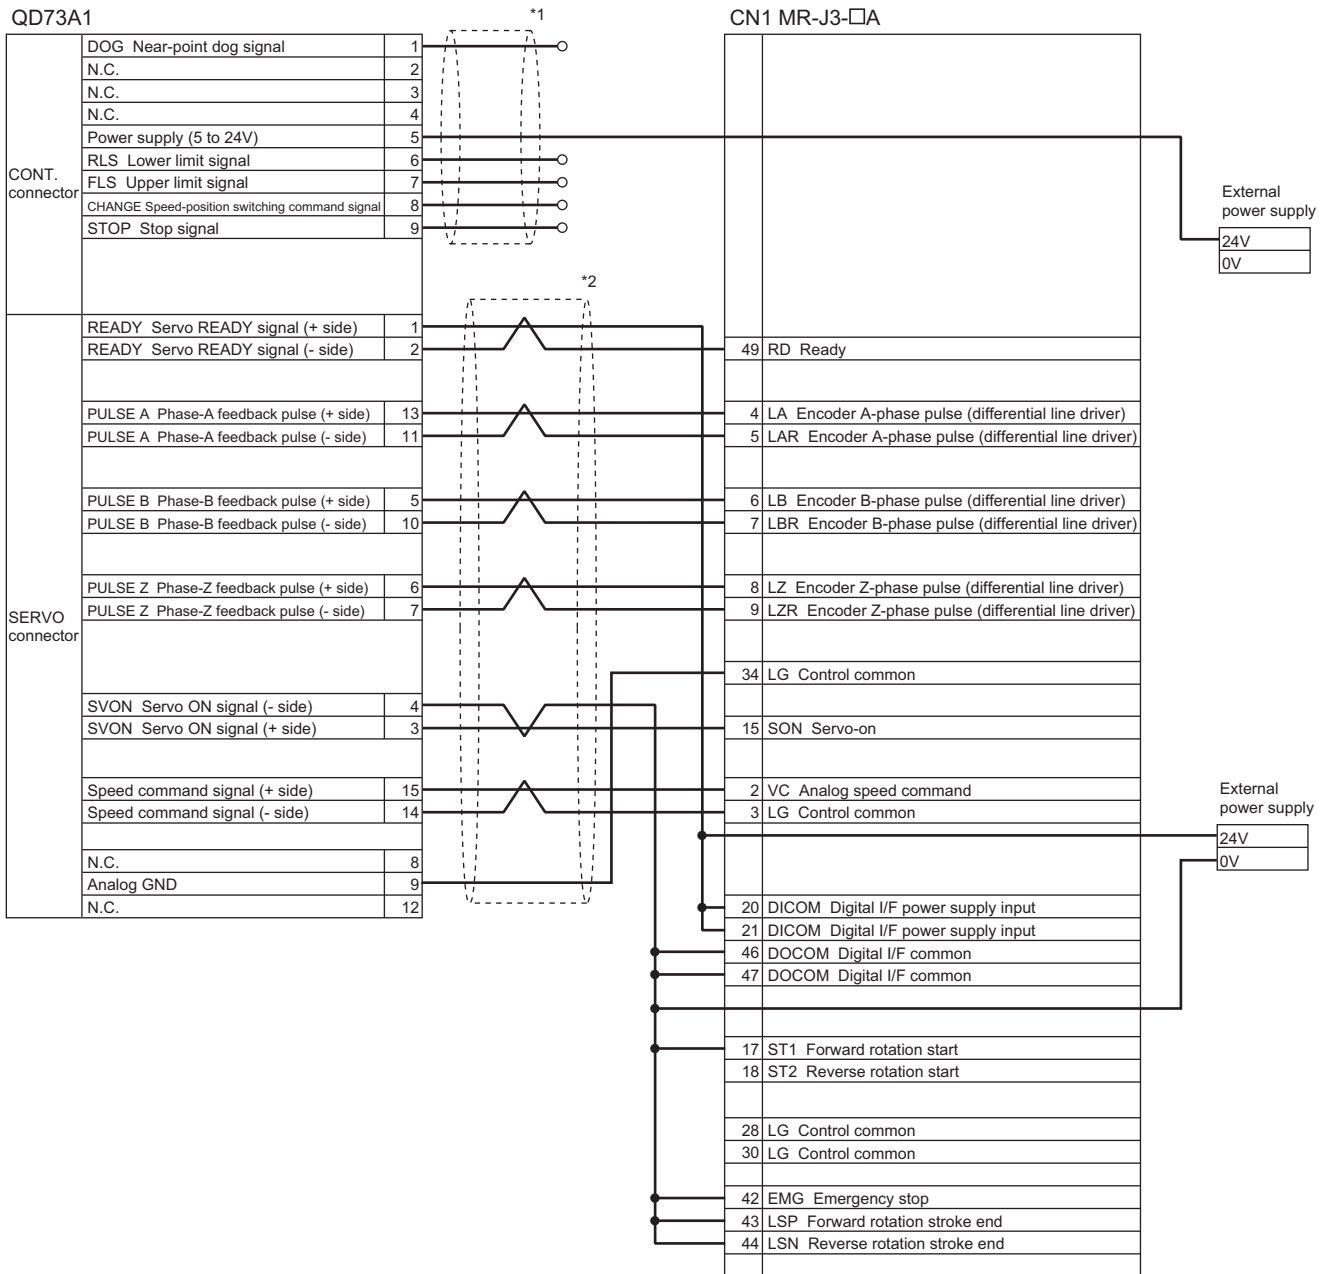 QD73A1
*1
CN1 MR-J3-□A
CONT.
connector
DOG Near-point dog signal 1
N.C. 2
N.C. 3
N.C. 4
Power supply (5 to 24V) 5
RLS Lower limit signal 6
FLS Upper limit signal 7
CHANGE Speed-position switching command signal 8
STOP Stop signal 9
External
power supply
24V
0V
*2
SERVO
connector
READY Servo READY signal (+ side) 1
READY Servo READY signal (- side) 2
49 RD Ready
PULSE A Phase-A feedback pulse (+ side) 13
4 LA Encoder A-phase pulse (differential line driver)
PULSE A Phase-A feedback pulse (- side) 11
5 LAR Encoder A-phase pulse (differential line driver)
PULSE B Phase-B feedback pulse (+ side) 5
6 LB Encoder B-phase pulse (differential line driver)
PULSE B Phase-B feedback pulse (- side) 10
7 LBR Encoder B-phase pulse (differential line driver)
PULSE Z Phase-Z feedback pulse (+ side) 6
8 LZ Encoder Z-phase pulse (differential line driver)
PULSE Z Phase-Z feedback pulse (- side) 7
9 LZR Encoder Z-phase pulse (differential line driver)
34 LG Control common
SVON Servo ON signal (- side) 4
SVON Servo ON signal (+ side) 3
15 SON Servo-on
Speed command signal (+ side) 15
2 VC Analog speed command
Speed command signal (- side) 14
3 LG Control common
External
power supply
24V
0V
N.C. 8
Analog GND 9
N.C. 12
20 DICOM Digital I/F power supply input
21 DICOM Digital I/F power supply input
46 DOCOM Digital I/F common
47 DOCOM Digital I/F common
17 ST1 Forward rotation start
18 ST2 Reverse rotation start
28 LG Control common
30 LG Control common
42 EMG Emergency stop
43 LSP Forward rotation stroke end
44 LSN Reverse rotation stroke end